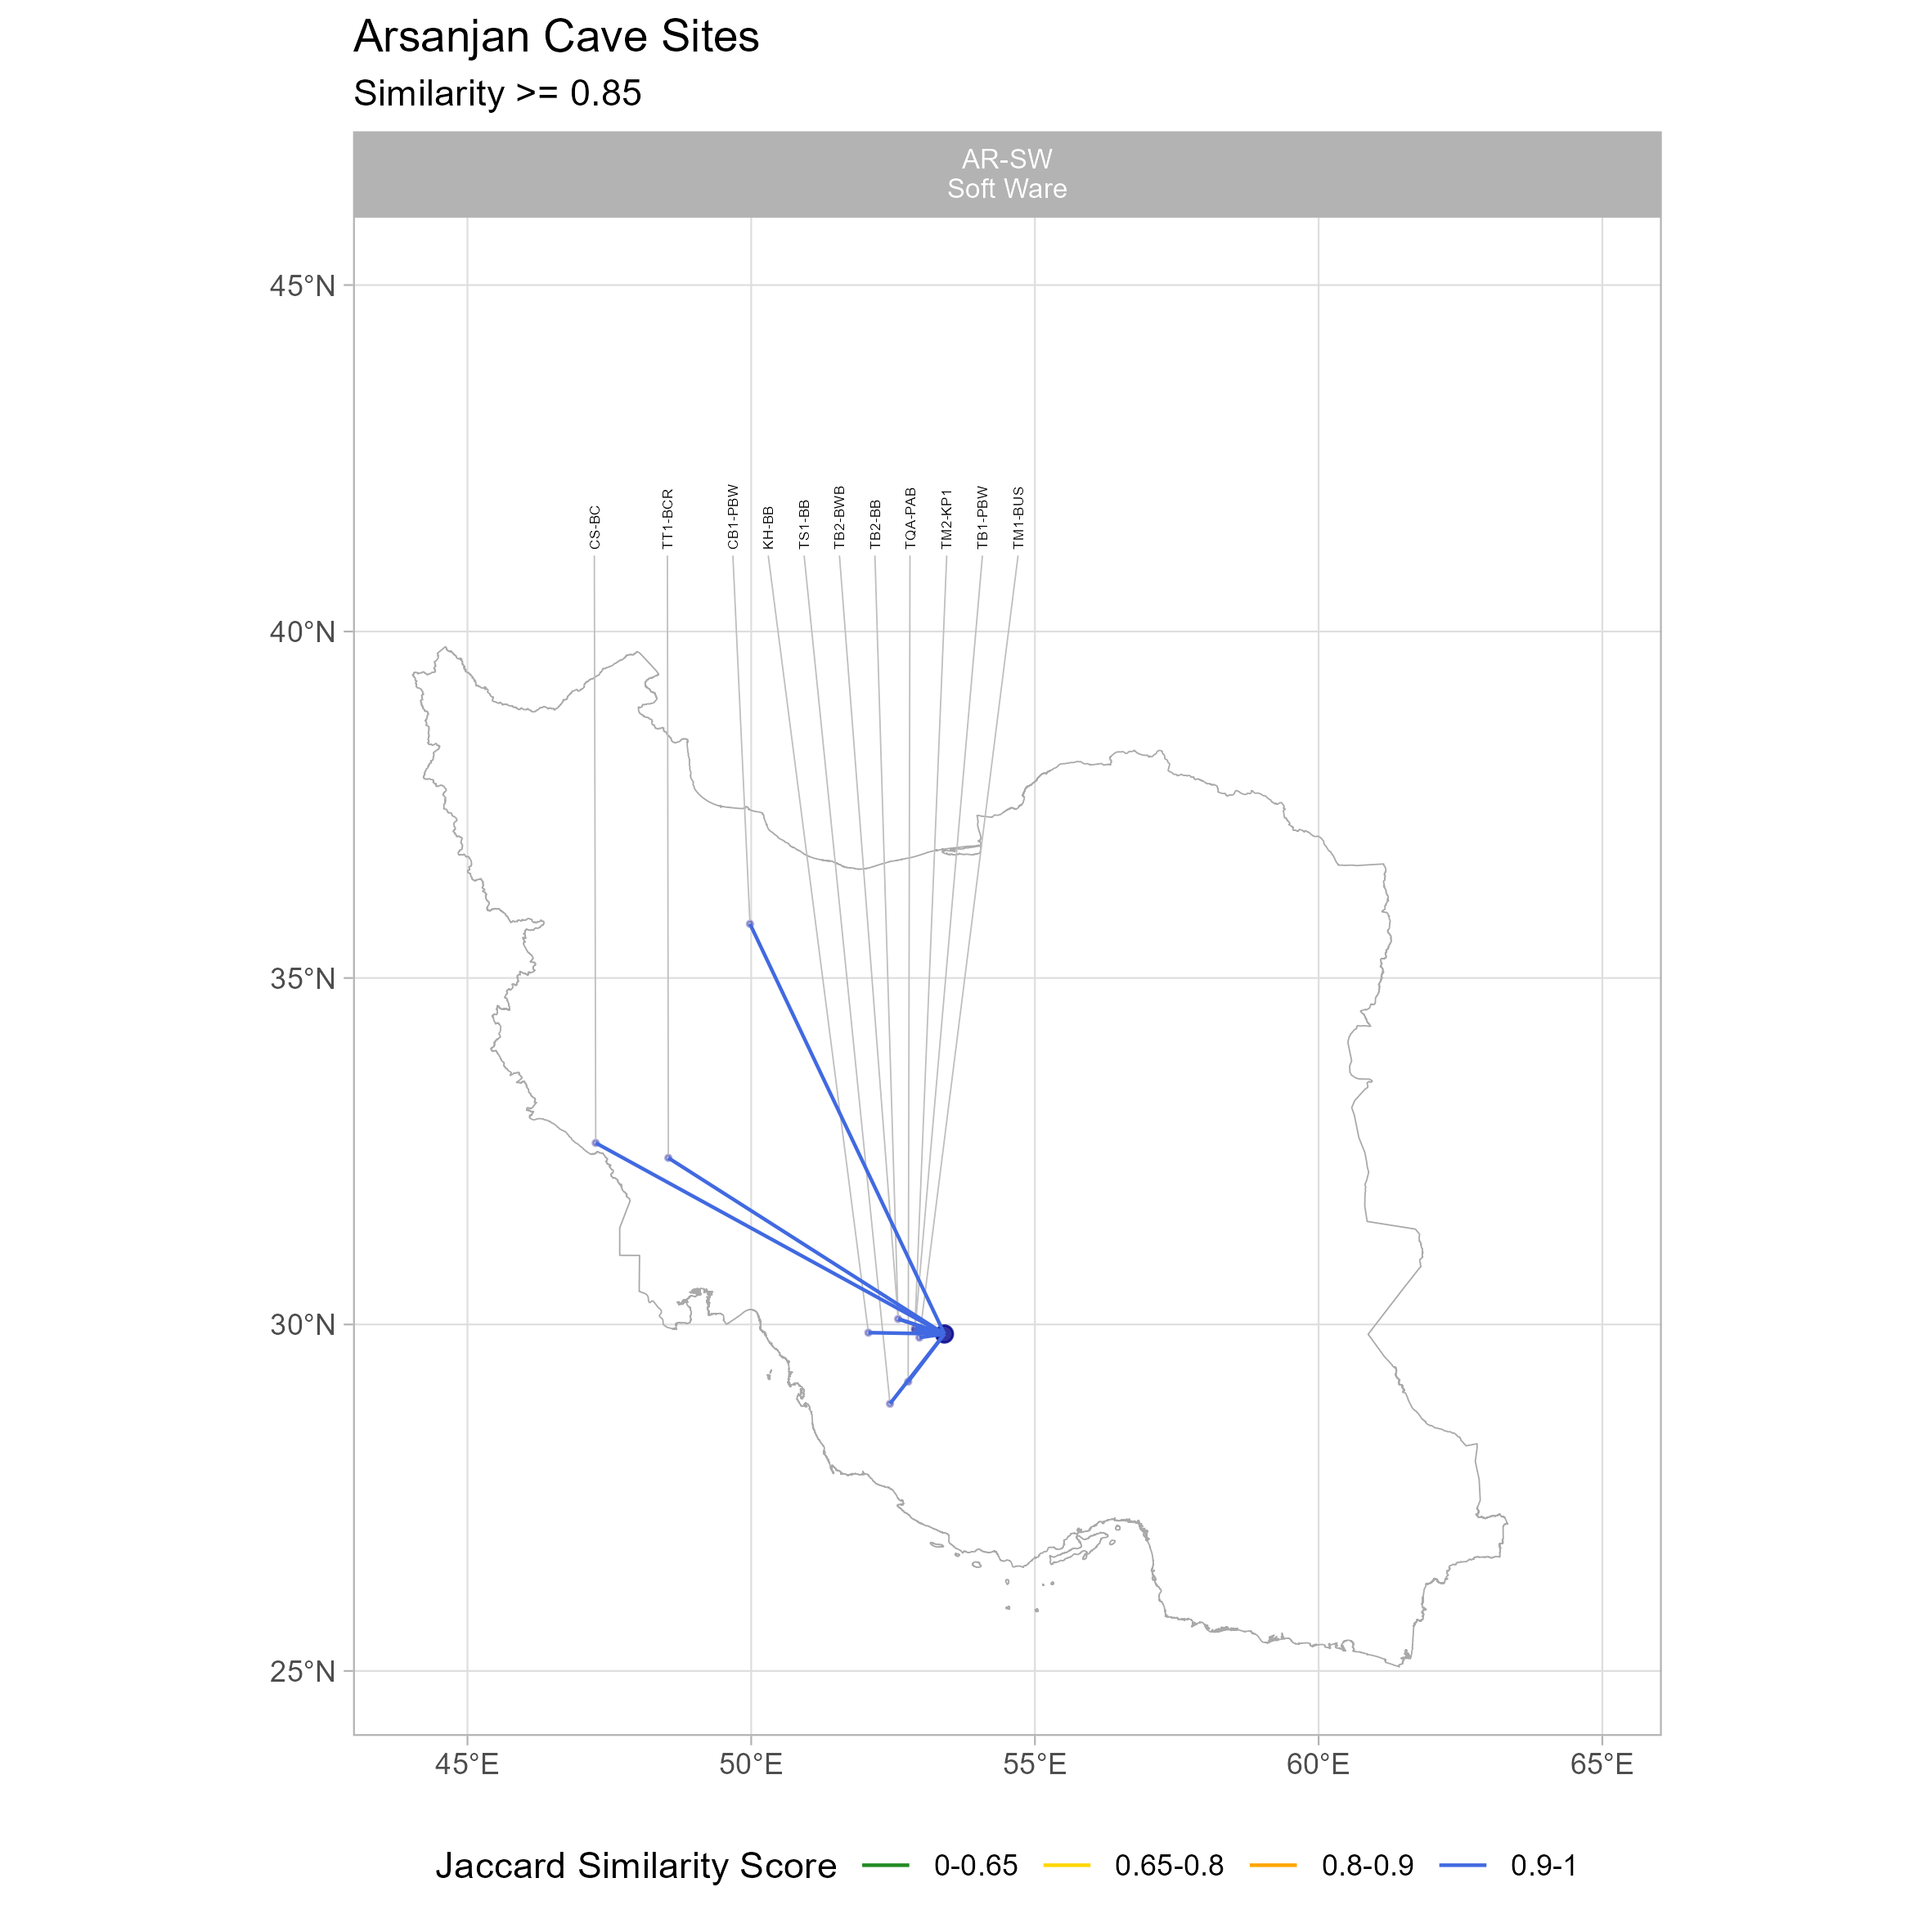 Arsanjan Cave Sites
Similarity >= 0.85
AR-SW
Soft Ware
45°N
40°N
35°N
30°N
25°N
CS-BC
TT1-BCR
CB1-PBW
KH-BB
TS1-BB
TB2-BWB
TB2-BB
TQA-PAB
TM2-KP1
TB1-PBW
TM1-BUS
45°E 50°E 55°E 60°E 65°E
Jaccard Similarity Score 0-0.65 0.65-0.8 0.8-0.9 0.9-1